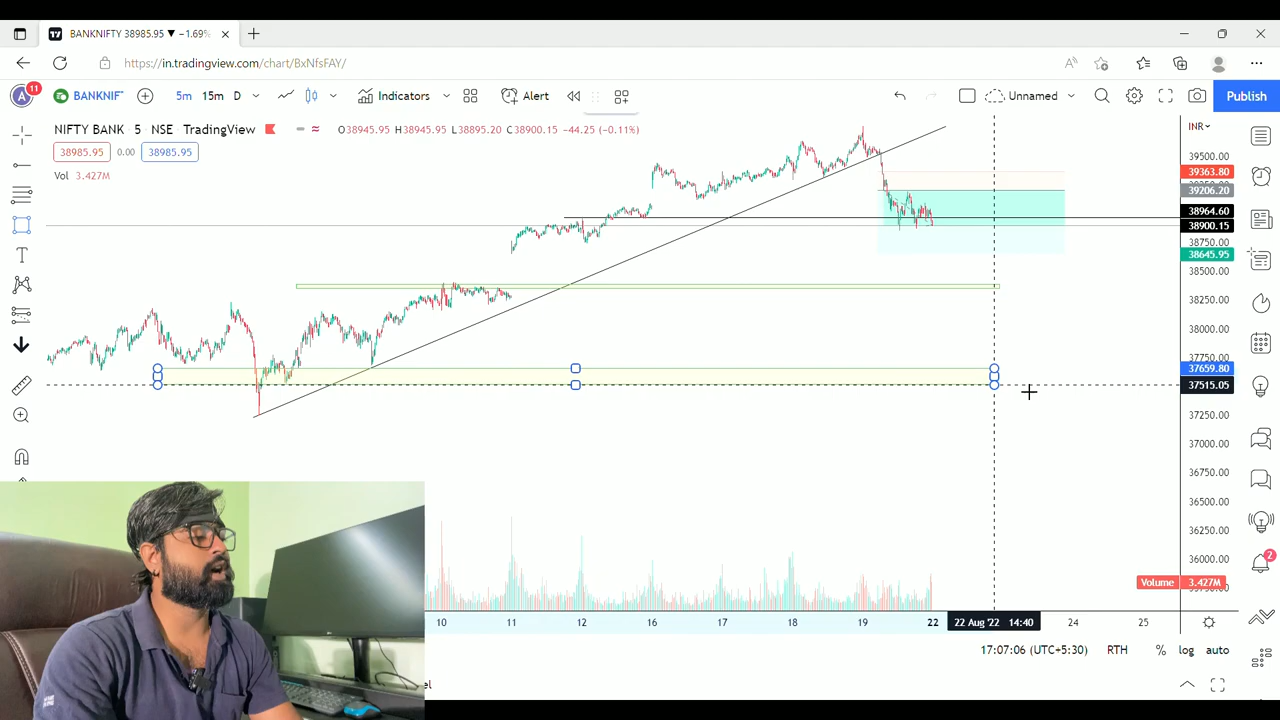 BANKNIFTY 38985.95 ▼ −1.69%
https://in.tradingview.com/chart/BxNfsFAY/
A 11 BANKNIF 5m 15m D Indicators Alert Unnamed Publish
NIFTY BANK 5 NSE TradingView O38945.95 H38945.95 L38895.20 C38900.15 −44.25 (−0.11%)
INR
38985.95 0.00 38985.95
Vol 3.427M
39500.00
39363.80
39206.20
38964.60
38900.15
38750.00
38645.95
38500.00
38250.00
38000.00
37750.00
37659.80
37515.05
37250.00
37000.00
36750.00
36500.00
36250.00
36000.00
Volume 3.427M
2
10 11 12 16 17 18 19 22 22 Aug '22 14:40 24 25
17:07:06 (UTC+5:30) RTH % log auto